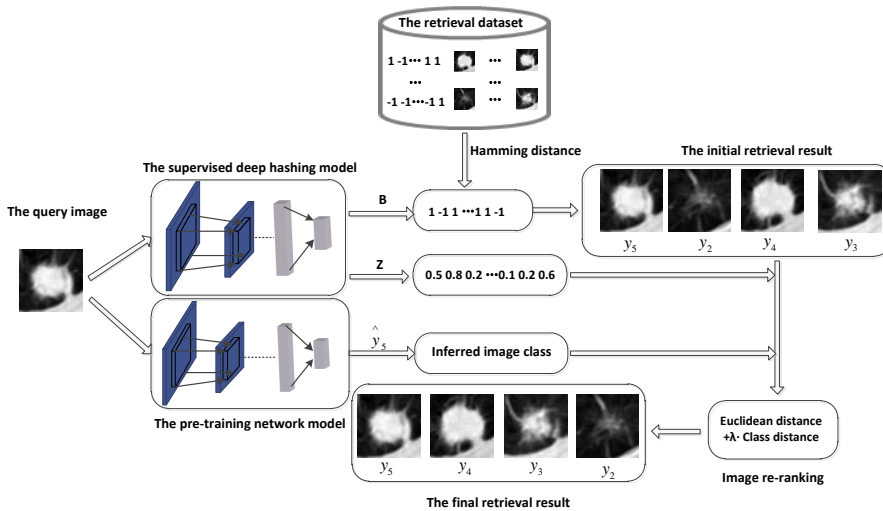 The retrieval dataset
1 -1••• 1 1 ••• 
••• •••
-1 -1•••-1 1 •••
Hamming distance
The initial retrieval result
The supervised deep hashing model
The query image
B
1 -1 1 •••1 1 -1
y5 y2 y4 y3
Z
0.5 0.8 0.2 •••0.1 0.2 0.6
ŷ5
Inferred image class
The pre-training network model
Euclidean distance
+λ· Class distance
y5 y4 y3 y2
Image re-ranking
The final retrieval result